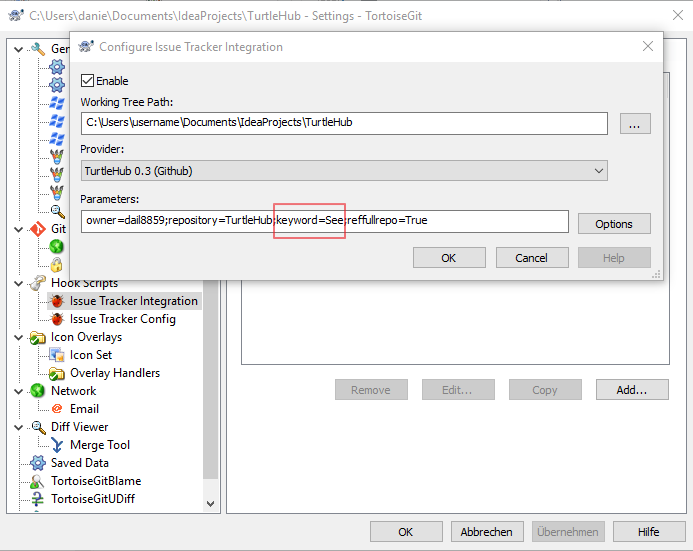 C:\Users\danie\Documents\IdeaProjects\TurtleHub - Settings - TortoiseGit
Configure Issue Tracker Integration
Enable
Working Tree Path:
C:\Users\username\Documents\IdeaProjects\TurtleHub
...
Provider:
TurtleHub 0.3 (Github)
Parameters:
owner=dail8859;repository=TurtleHub;keyword=See;reffullrepo=True
Options
OK
Cancel
Help
Gen
Git
Hook Scripts
Issue Tracker Integration
Issue Tracker Config
Icon Overlays
Icon Set
Overlay Handlers
Network
Email
Diff Viewer
Merge Tool
Saved Data
TortoiseGitBlame
TortoiseGitUDiff
Remove
Edit...
Copy
Add...
OK
Abbrechen
Übernehmen
Hilfe